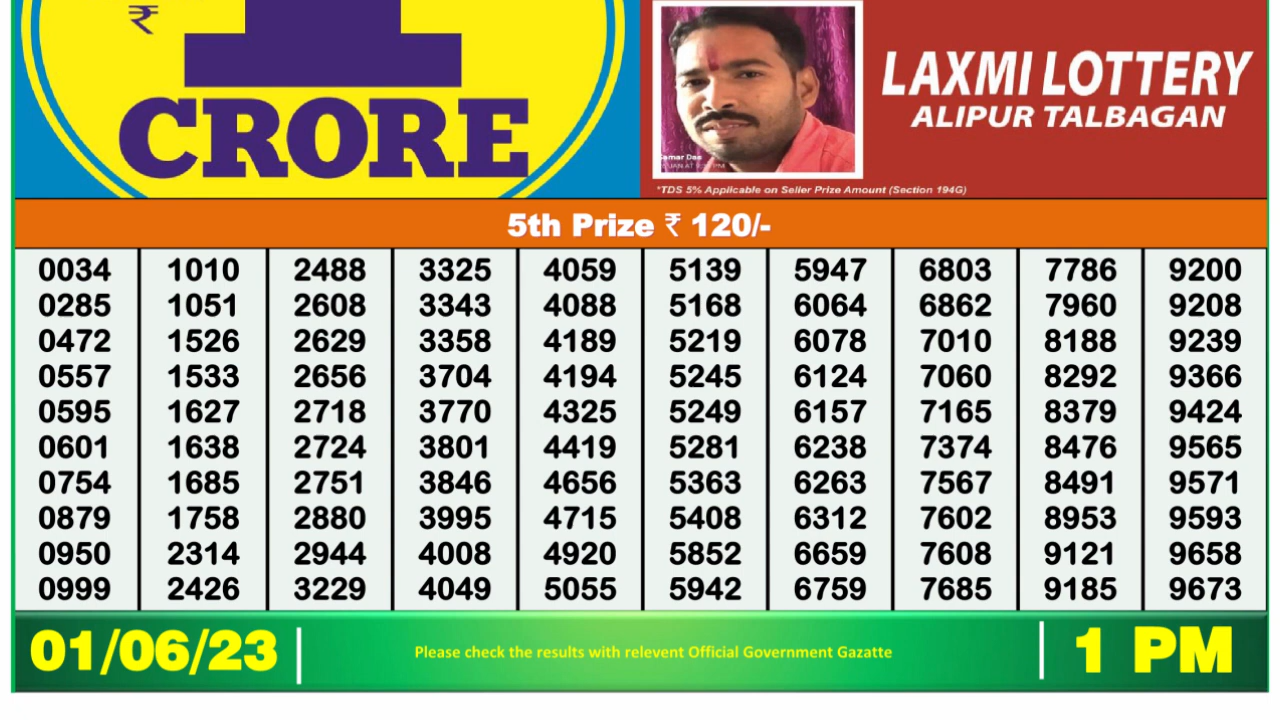 ₹
1
CRORE
LAXMI LOTTERY
ALIPUR TALBAGAN
*TDS 5% Applicable on Seller Prize Amount (Section 194G)
5th Prize ₹ 120/-
0034 1010 2488 3325 4059 5139 5947 6803 7786 9200
0285 1051 2608 3343 4088 5168 6064 6862 7960 9208
0472 1526 2629 3358 4189 5219 6078 7010 8188 9239
0557 1533 2656 3704 4194 5245 6124 7060 8292 9366
0595 1627 2718 3770 4325 5249 6157 7165 8379 9424
0601 1638 2724 3801 4419 5281 6238 7374 8476 9565
0754 1685 2751 3846 4656 5363 6263 7567 8491 9571
0879 1758 2880 3995 4715 5408 6312 7602 8953 9593
0950 2314 2944 4008 4920 5852 6659 7608 9121 9658
0999 2426 3229 4049 5055 5942 6759 7685 9185 9673
01/06/23
Please check the results with relevent Official Government Gazatte
1 PM